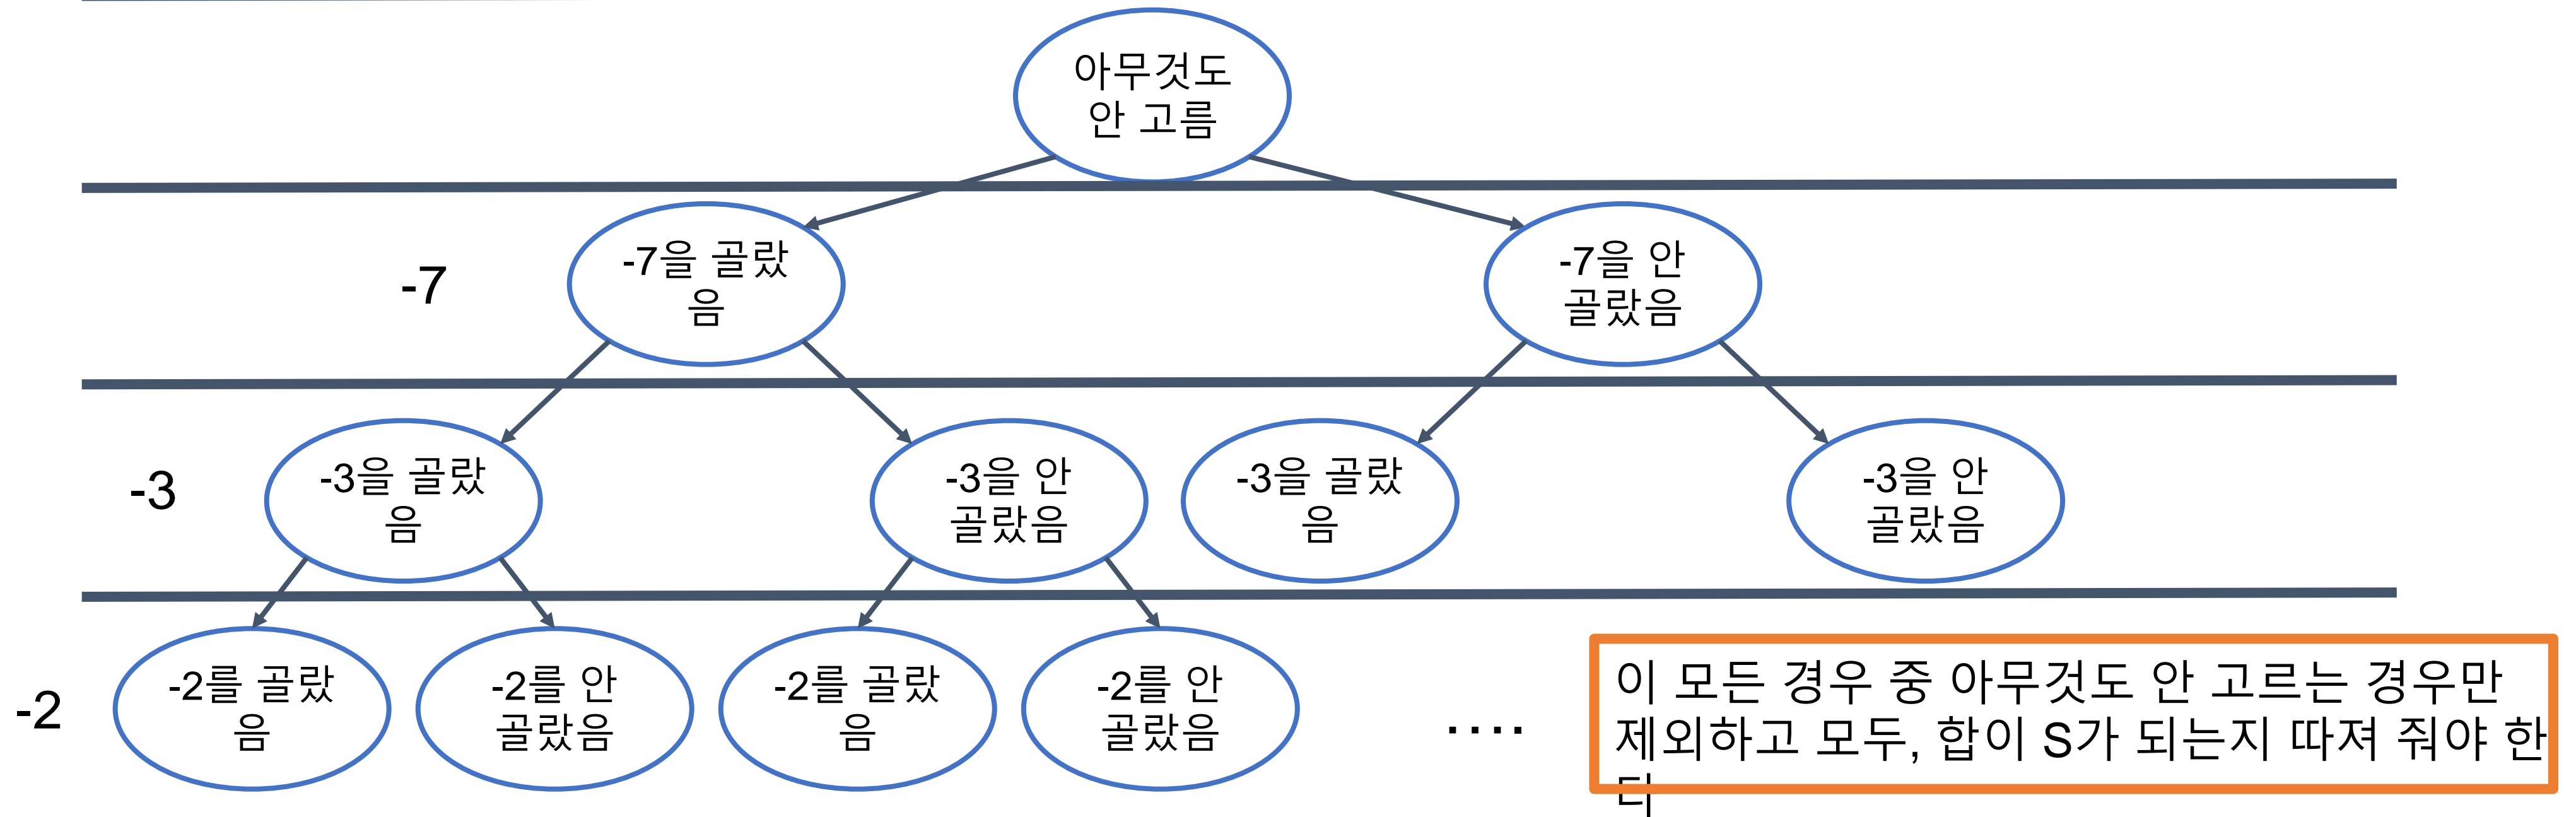 아무것도
안 고름
-7
-7을 골랐
음
-7을 안
골랐음
-3
-3을 골랐
음
-3을 안
골랐음
-3을 골랐
음
-3을 안
골랐음
-2
-2를 골랐
음
-2를 안
골랐음
-2를 골랐
음
-2를 안
골랐음
....
이 모든 경우 중 아무것도 안 고르는 경우만
제외하고 모두, 합이 S가 되는지 따져 줘야 한